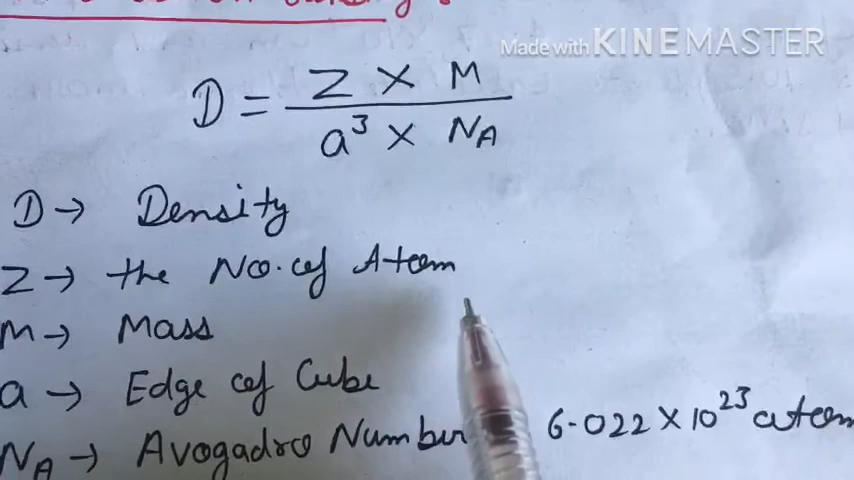 Made with KINEMASTER
D = Z × M
a³ × NA
D → Density
Z → the No. of Atom
M → Mass
a → Edge of Cube
NA → Avogadro Number 6.022 × 10²³ atom